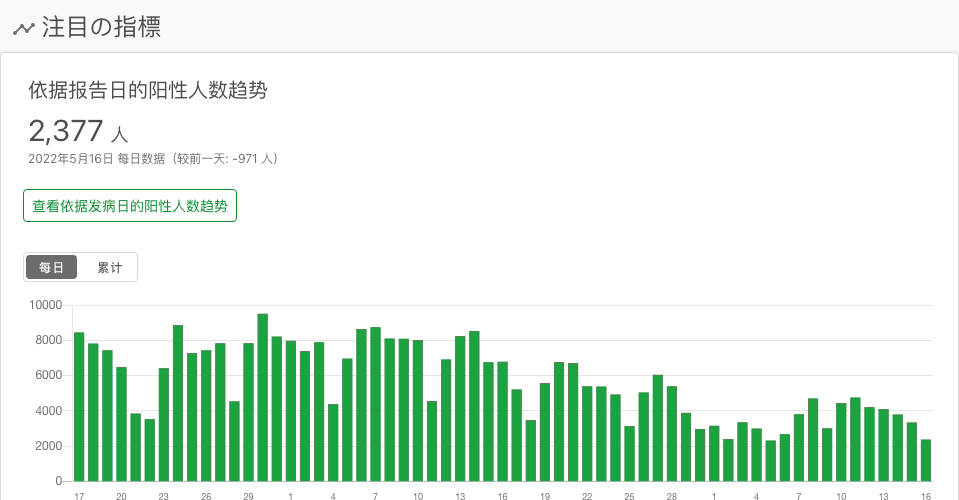 注目の指標
依据报告日的阳性人数趋势
2,377 人
2022年5月16日 每日数据（较前一天: -971 人）
查看依据发病日的阳性人数趋势
每日 累计
10000
8000
6000
4000
2000
0
17 20 23 26 29 1 4 7 10 13 16 19 22 25 28 1 4 7 10 13 16